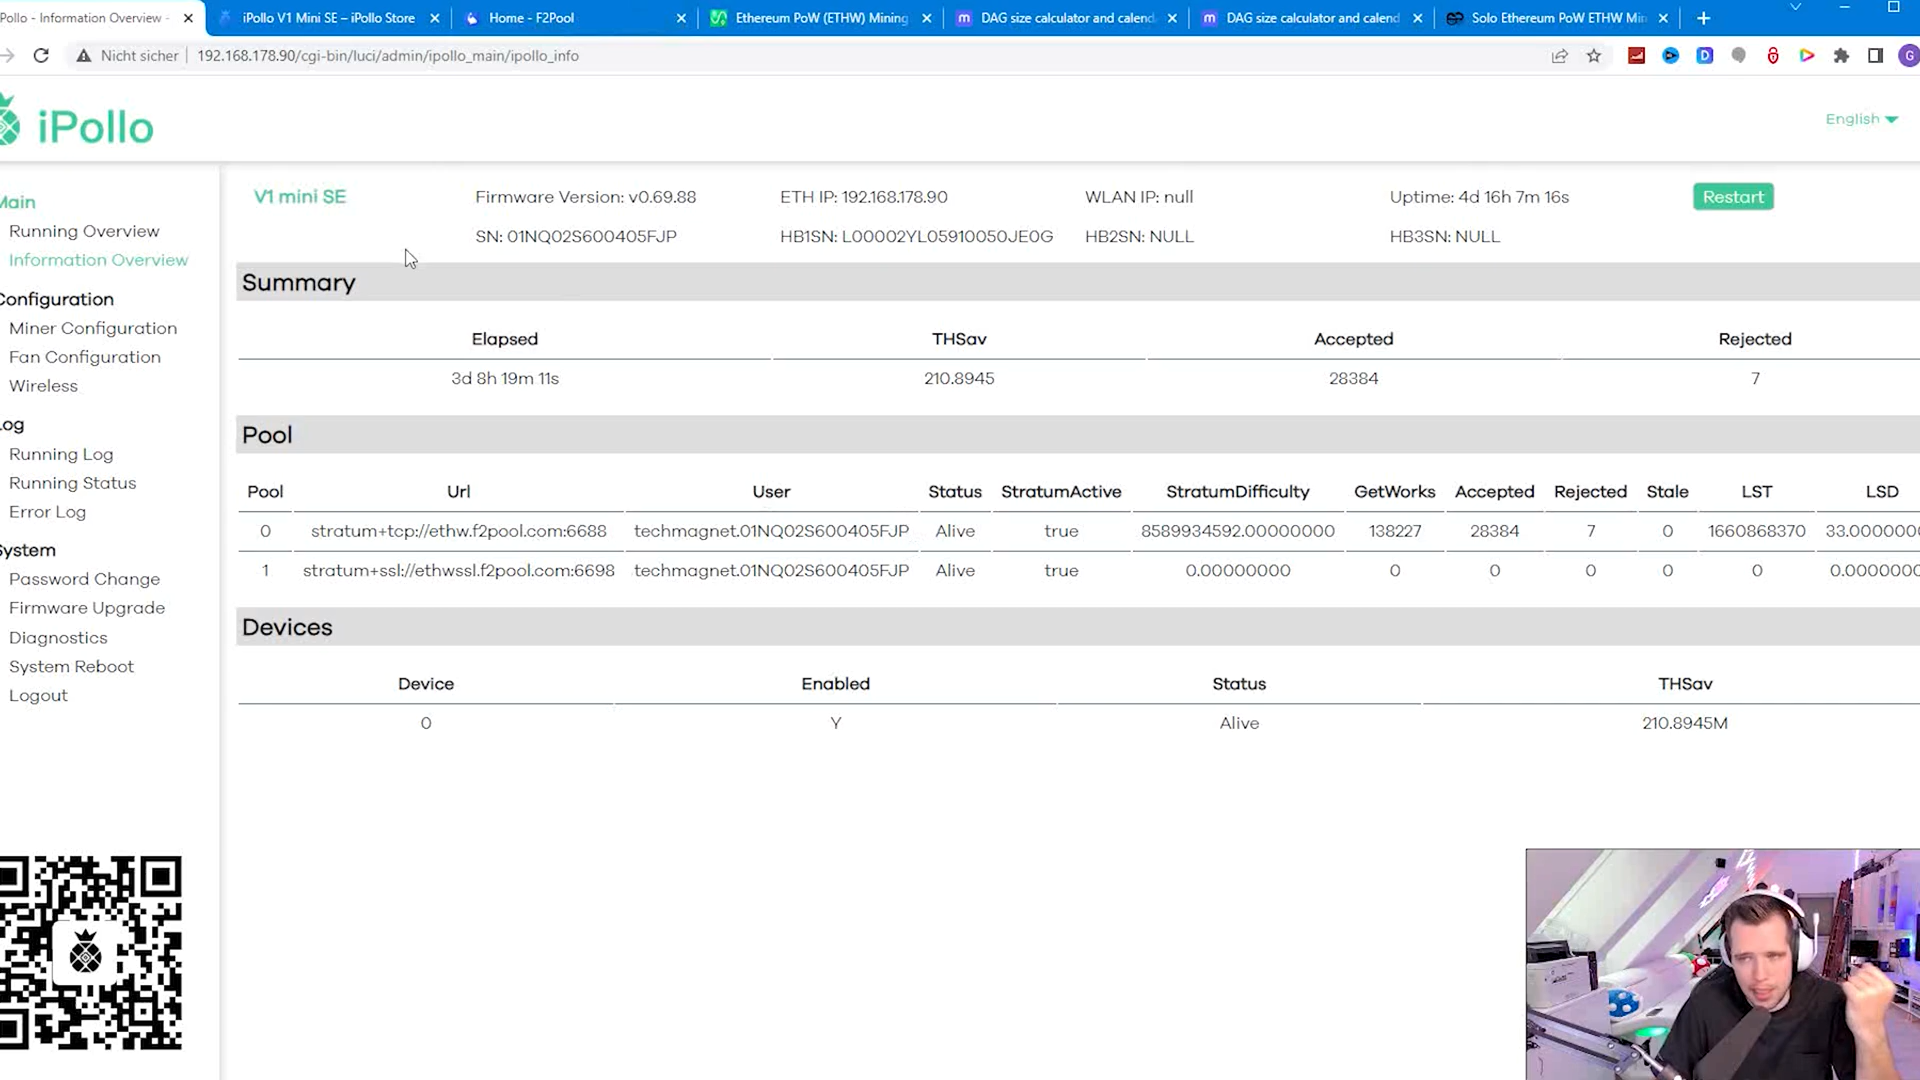 Pollo - Information Overview -
iPollo V1 Mini SE – iPollo Store
Home - F2Pool
Ethereum PoW (ETHW) Mining
DAG size calculator and calend
DAG size calculator and calend
Solo Ethereum PoW ETHW Min
Nicht sicher
192.168.178.90/cgi-bin/luci/admin/ipollo_main/ipollo_info
G
iPollo
English
Main
Running Overview
Information Overview
Configuration
Miner Configuration
Fan Configuration
Wireless
Log
Running Log
Running Status
Error Log
System
Password Change
Firmware Upgrade
Diagnostics
System Reboot
Logout
V1 mini SE
Firmware Version: v0.69.88
ETH IP: 192.168.178.90
WLAN IP: null
Uptime: 4d 16h 7m 16s
Restart
SN: 01NQ02S600405FJP
HB1SN: L00002YL05910050JE0G
HB2SN: NULL
HB3SN: NULL
Summary
Elapsed THSav Accepted Rejected
3d 8h 19m 11s 210.8945 28384 7
Pool
Pool Url User Status StratumActive StratumDifficulty GetWorks Accepted Rejected Stale LST LSD
0 stratum+tcp://ethw.f2pool.com:6688 techmagnet.01NQ02S600405FJP Alive true 8589934592.00000000 138227 28384 7 0 1660868370 33.0000000
1 stratum+ssl://ethwssl.f2pool.com:6698 techmagnet.01NQ02S600405FJP Alive true 0.00000000 0 0 0 0 0 0.0000000
Devices
Device Enabled Status THSav
0 Y Alive 210.8945M